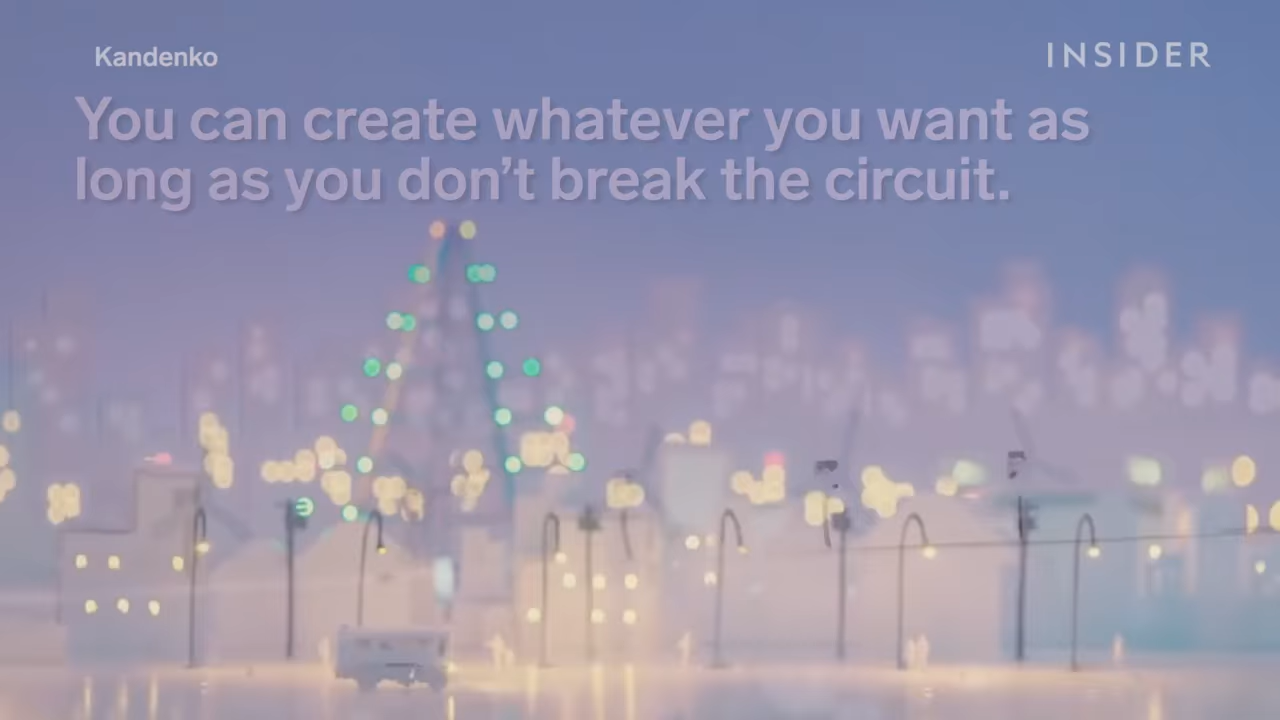 Kandenko
INSIDER
You can create whatever you want as
long as you don’t break the circuit.